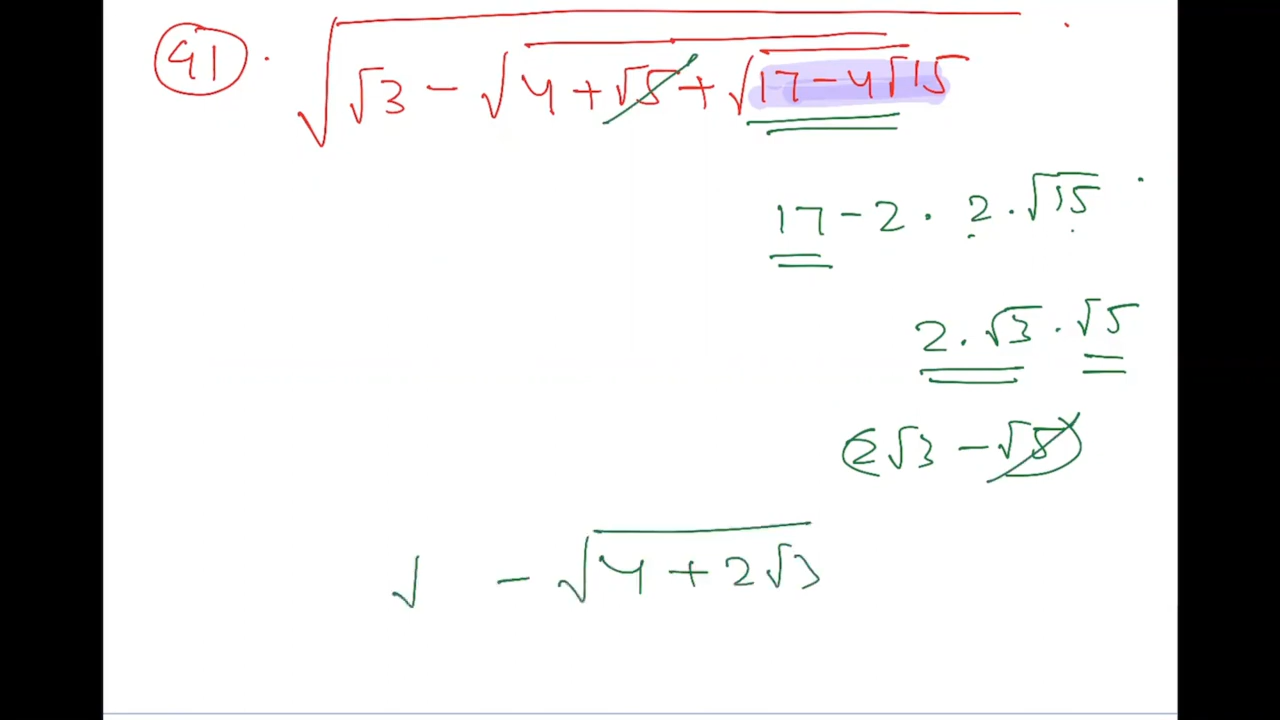 91. √(√3 - √(4 + √5 + √(17 - 4√15)))
17 - 2 . 2 . √15
2 . √3 . √5
(2√3 - √5)
√ - √(4 + 2√3)